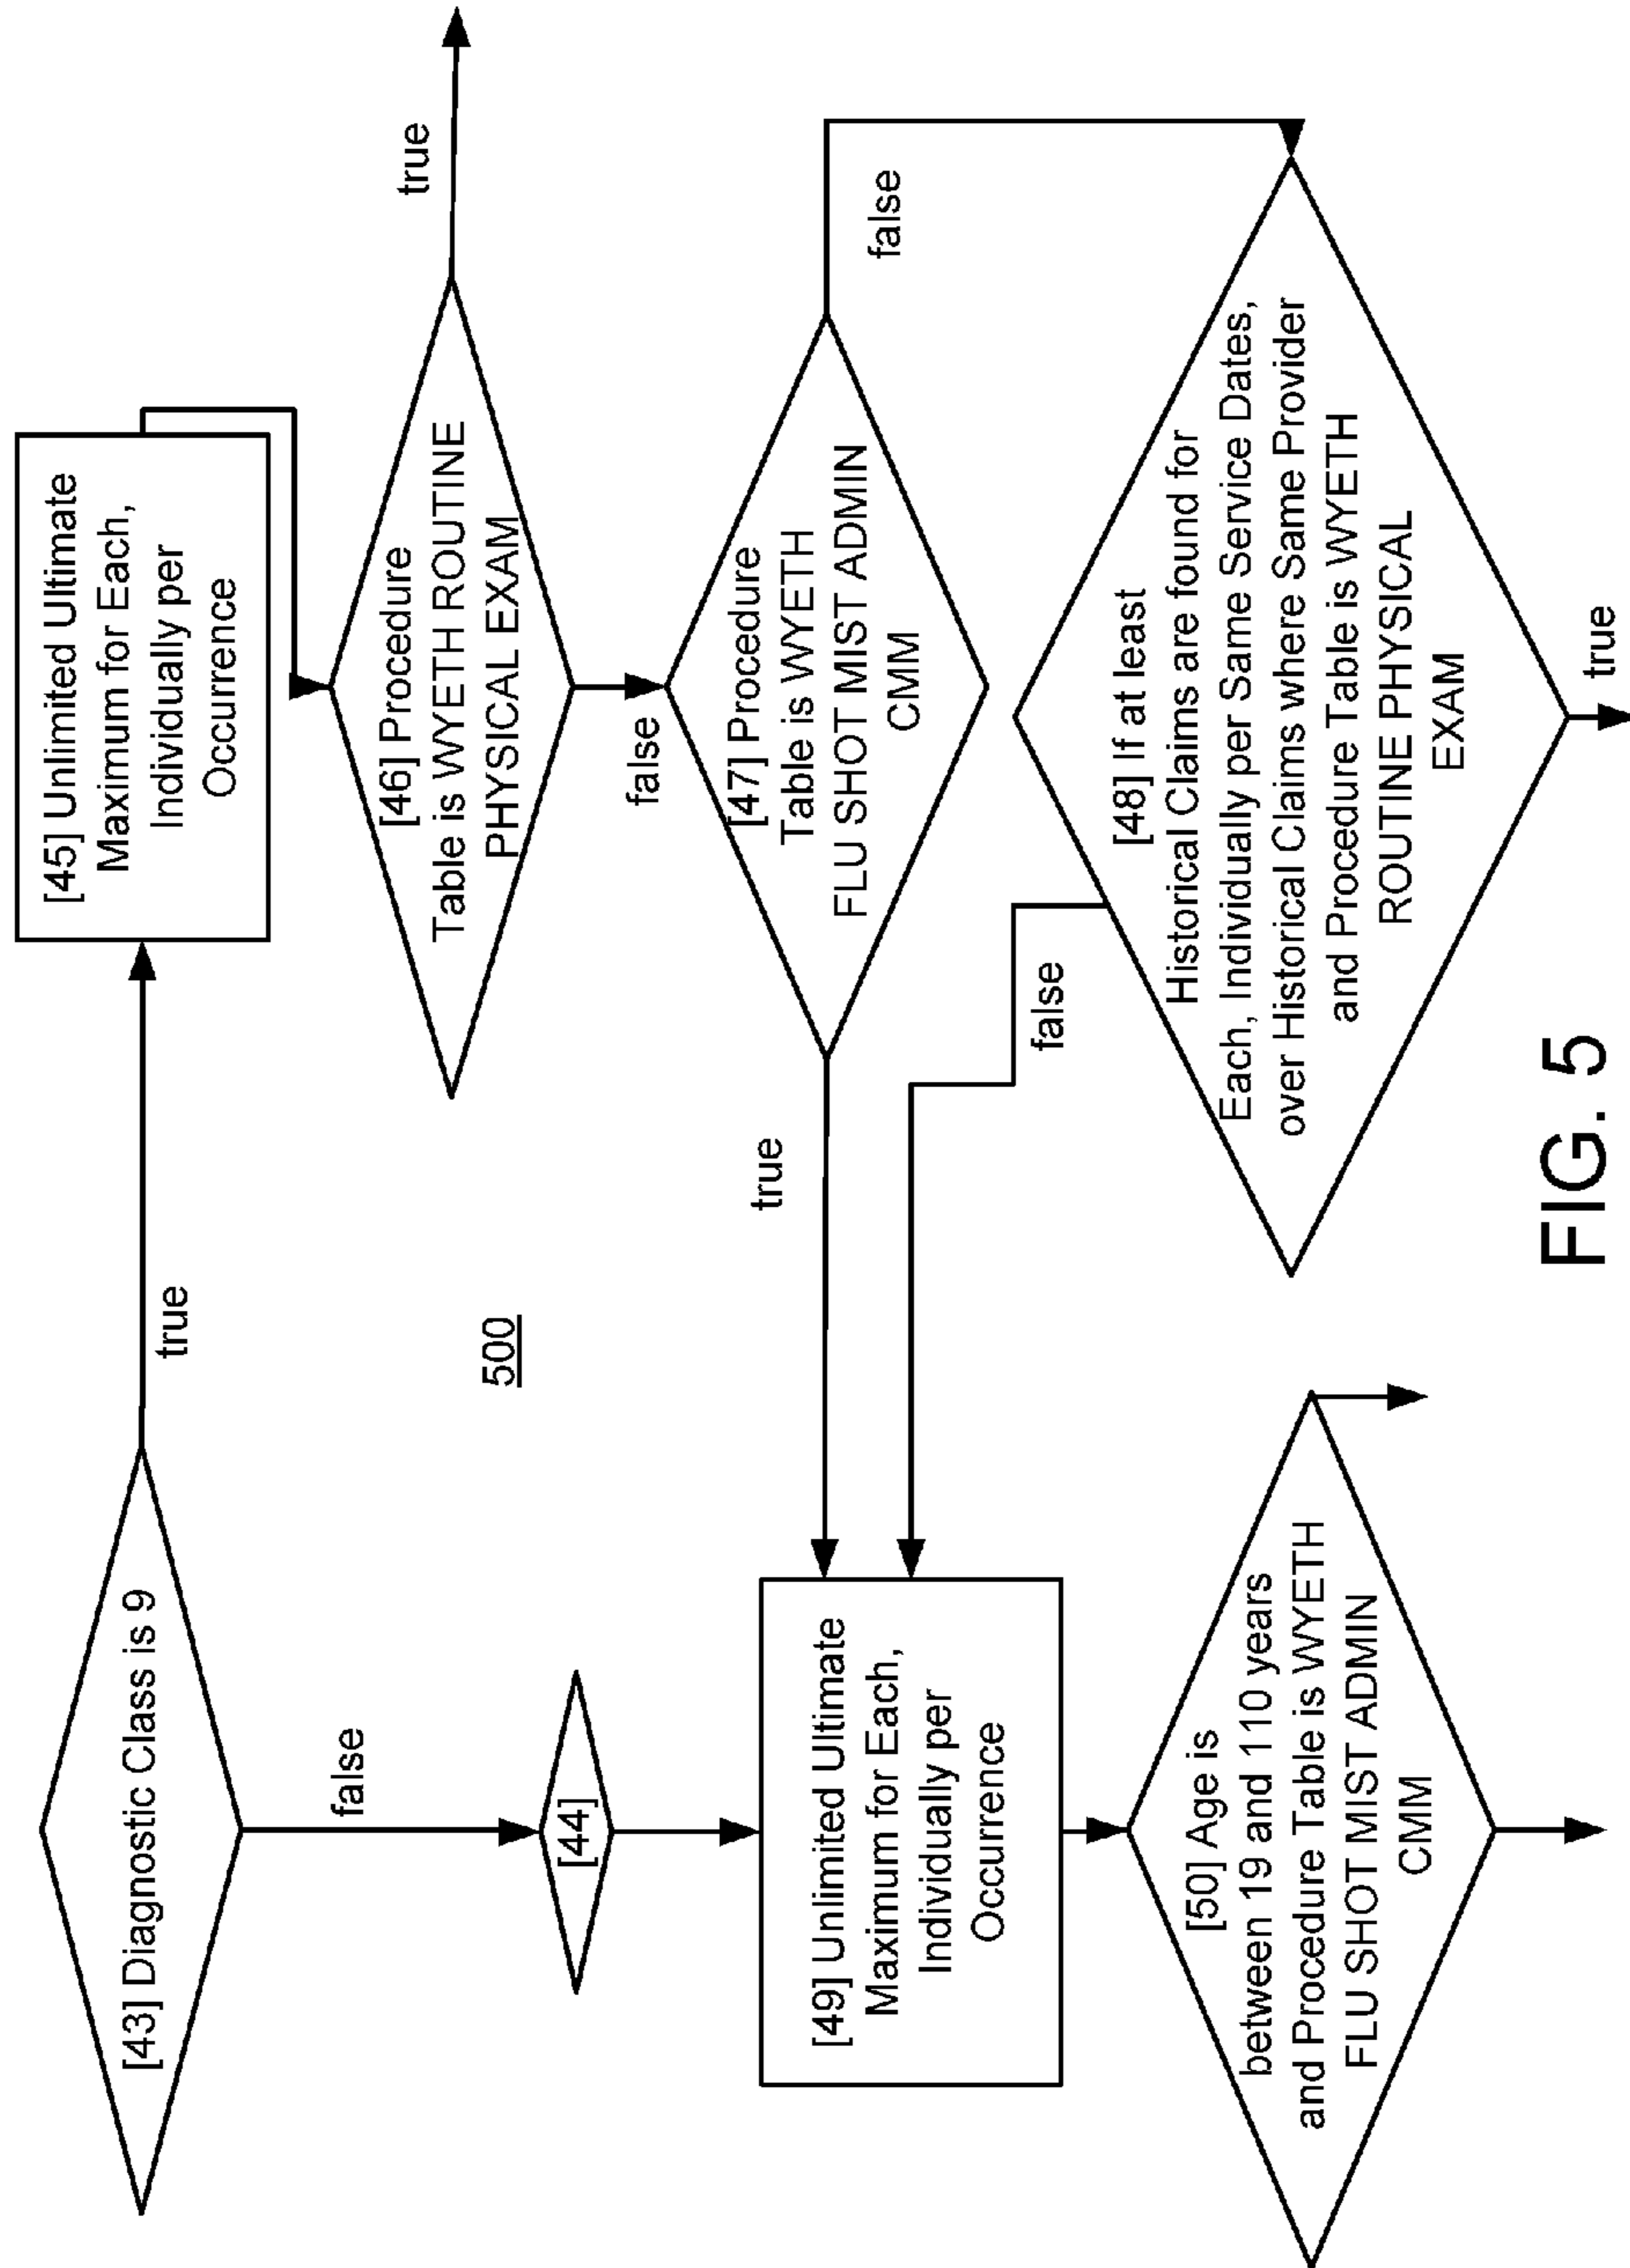 [43] Diagnostic Class is 9
true
false
[44]
[45] Unlimited Ultimate
Maximum for Each,
Individually per
Occurrence
[46] Procedure
Table is WYETH ROUTINE
PHYSICAL EXAM
true
false
500
[47] Procedure
Table is WYETH
FLU SHOT MIST ADMIN
CMM
true
false
[48] If at least
Historical Claims are found for
Each, Individually per Same Service Dates,
over Historical Claims where Same Provider
and Procedure Table is WYETH
ROUTINE PHYSICAL
EXAM
false
true
[49] Unlimited Ultimate
Maximum for Each,
Individually per
Occurrence
[50] Age is
between 19 and 110 years
and Procedure Table is WYETH
FLU SHOT MIST ADMIN
CMM
FIG. 5